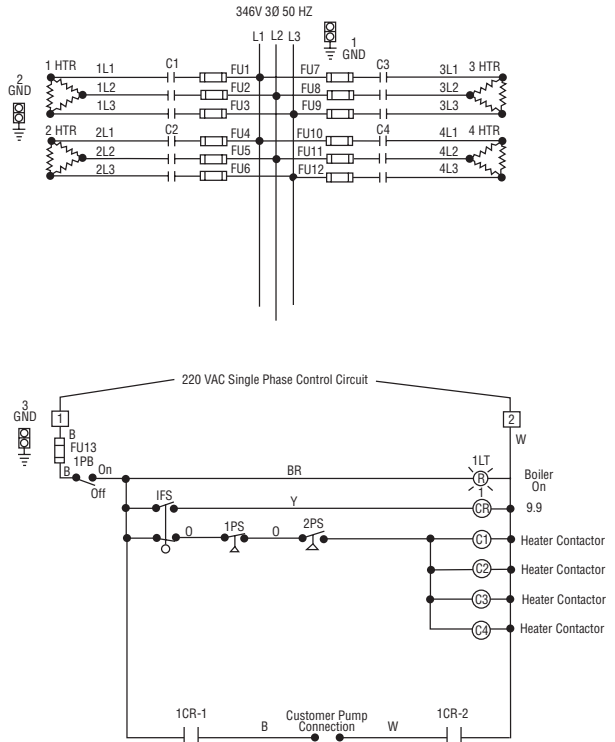 346V 3Ø 50 HZ
L1 L2 L3
1
GND
1 HTR 1L1 C1 FU1 FU7 C3 3L1 3 HTR
2
GND
1L2 FU2 FU8 3L2
1L3 FU3 FU9 3L3
2 HTR 2L1 C2 FU4 FU10 C4 4L1 4 HTR
2L2 FU5 FU11 4L2
2L3 FU6 FU12 4L3
220 VAC Single Phase Control Circuit
3
GND
1 2
B W
FU13
1PB
B On BR 1LT
R
Boiler
On
Off
IFS Y 1
CR 9.9
O 1PS O 2PS C1 Heater Contactor
C2 Heater Contactor
C3 Heater Contactor
C4 Heater Contactor
1CR-1 B Customer Pump
Connection W 1CR-2